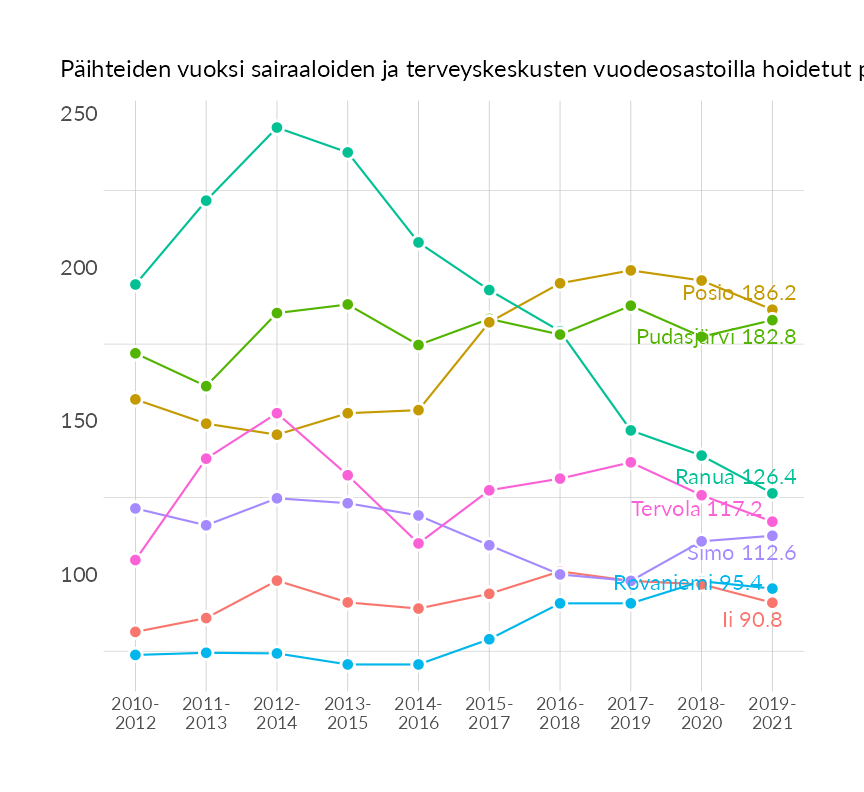 Päihteiden vuoksi sairaaloiden ja terveyskeskusten vuodeosastoilla hoidetut
250
200
150
100
Posio 186.2
Pudasjärvi 182.8
Ranua 126.4
Tervola 117.2
Simo 112.6
Rovaniemi 95.4
Ii 90.8
2010- 2011- 2012- 2013- 2014- 2015- 2016- 2017- 2018- 2019-
2012 2013 2014 2015 2016 2017 2018 2019 2020 2021